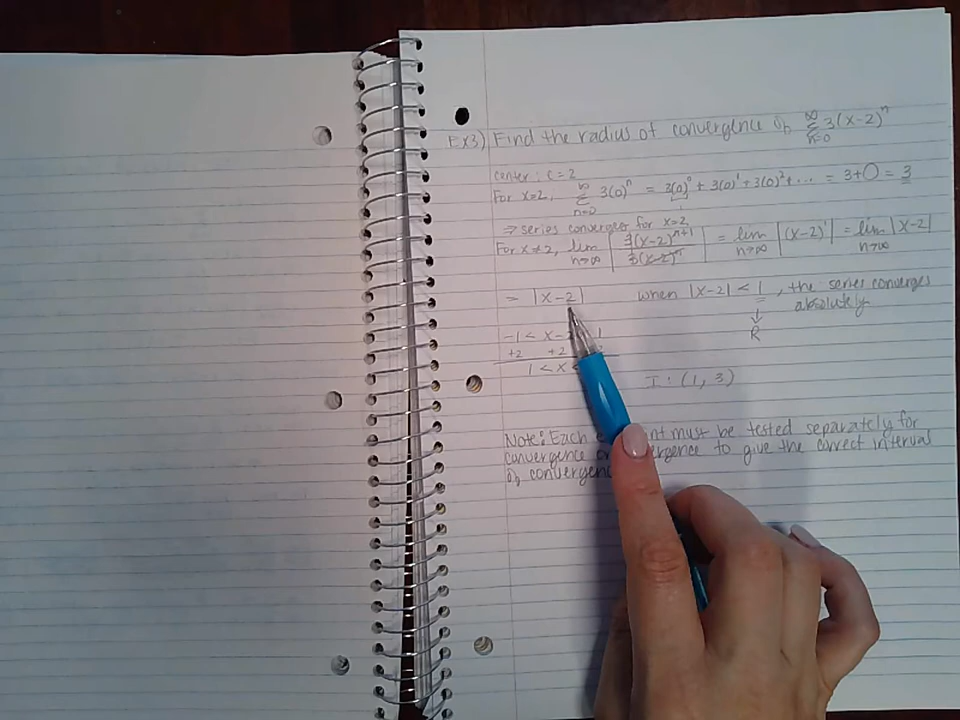 Ex3) Find the radius of convergence of ∞ Σ n=0 3(x-2)^n
center: c=2
For x=2, ∞ Σ n=0 3(0)^n = 3(0)^0 + 3(0)^1 + 3(0)^2 + ... = 3+0 = 3
⇒ series converges for x=2
For x≠2, lim n→∞ | 3(x-2)^n+1 / 3(x-2)^n | = lim n→∞ |(x-2)^1| = lim n→∞ |x-2|
= |x-2| when |x-2| < 1, the series converges
absolutely
↓
R
-1 < x-2 1
+2 +2
1 < x <
I: (1, 3)
Note: Each must be tested separately for
convergence to give the correct interval
of